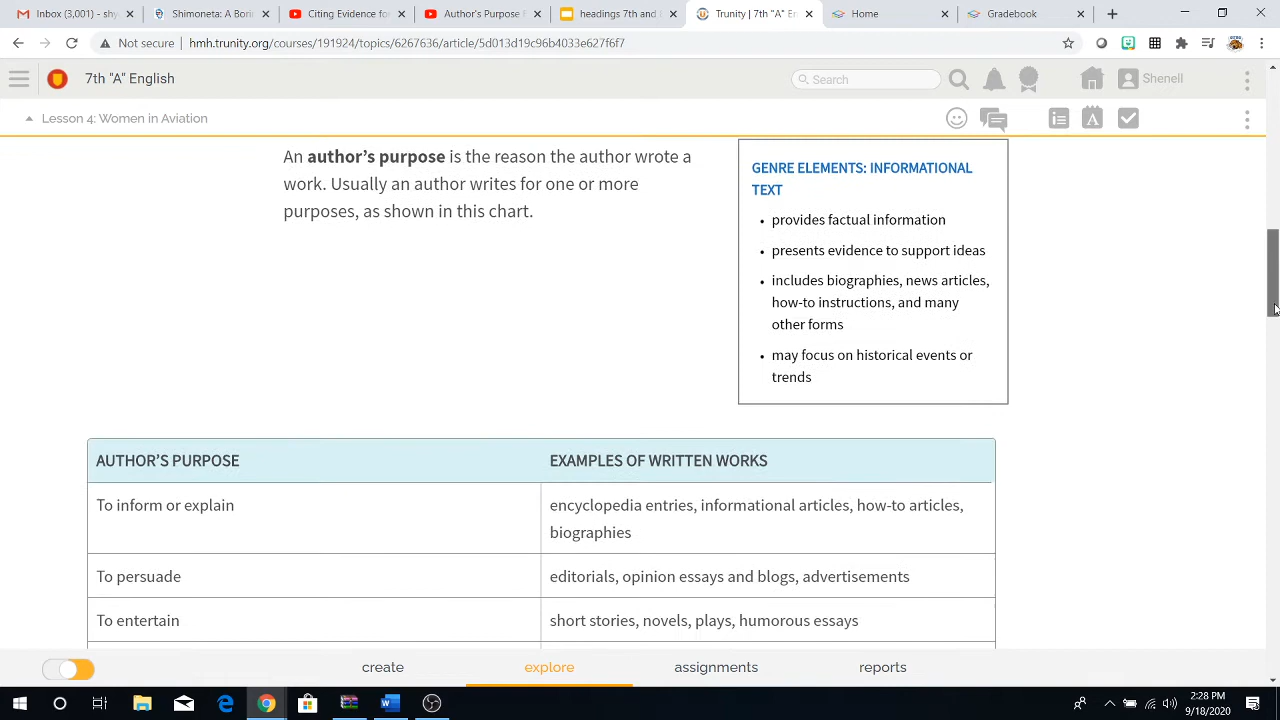 Inbox (3,001) - shy
Shimonne A Bori
Citing Evidence for
Author's Purpose F
headings 7th and l
Trunity | 7th "A" En
Home
Gradebook
Not secure
hmh.trunity.org/courses/191924/topics/6267636/article/5d013d19c96b4033e627f6f7
7th "A" English
Search
Shenell
Lesson 4: Women in Aviation
An author's purpose is the reason the author wrote a
work. Usually an author writes for one or more
purposes, as shown in this chart.
GENRE ELEMENTS: INFORMATIONAL
TEXT
• provides factual information
• presents evidence to support ideas
• includes biographies, news articles,
how-to instructions, and many
other forms
• may focus on historical events or
trends
AUTHOR'S PURPOSE
EXAMPLES OF WRITTEN WORKS
To inform or explain
encyclopedia entries, informational articles, how-to articles,
biographies
To persuade
editorials, opinion essays and blogs, advertisements
To entertain
short stories, novels, plays, humorous essays
create
explore
assignments
reports
2:28 PM
9/18/2020